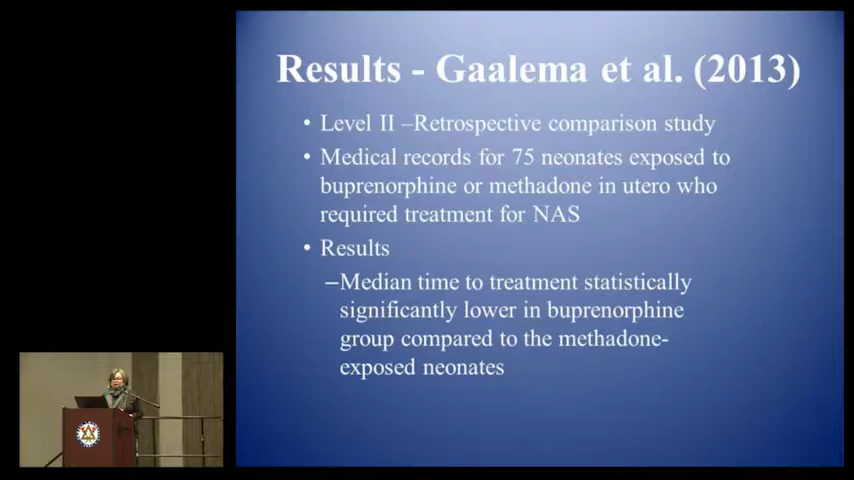 Results - Gaalema et al. (2013)
• Level II –Retrospective comparison study
• Medical records for 75 neonates exposed to
buprenorphine or methadone in utero who
required treatment for NAS
• Results
–Median time to treatment statistically
significantly lower in buprenorphine
group compared to the methadone-
exposed neonates